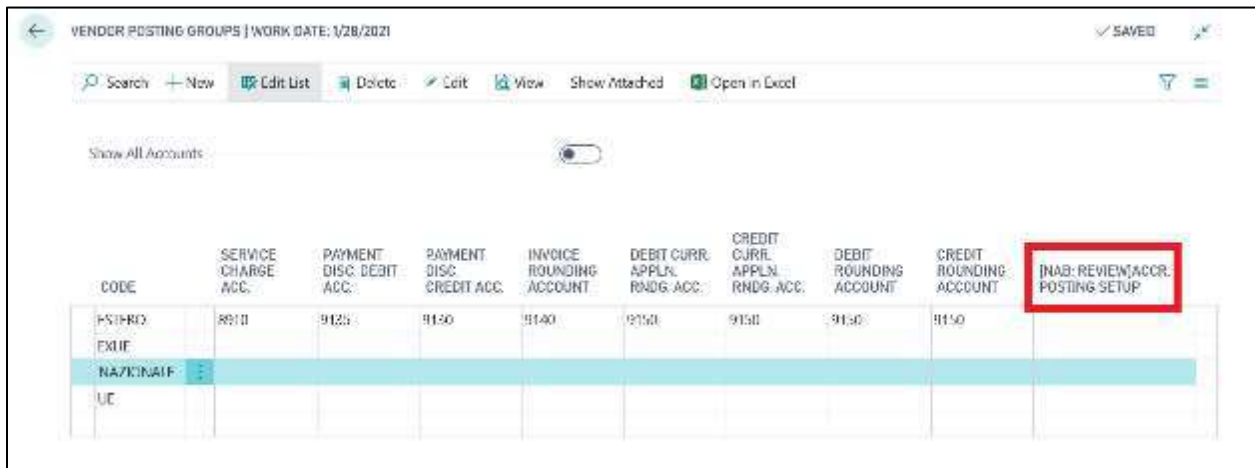 VENDOR POSTING GROUPS | WORK DATE: 1/28/2021 SAVED
Search New Edit List Delete Edit View Show Attached Open in Excel
Show All Accounts
CODE SERVICE CHARGE ACC. PAYMENT DISC. DEBIT ACC. PAYMENT DISC. CREDIT ACC. INVOICE ROUNDING ACCOUNT DEBIT CURR. APPLN. RNDG. ACC. CREDIT CURR. APPLN. RNDG. ACC. DEBIT ROUNDING ACCOUNT CREDIT ROUNDING ACCOUNT [NAB: REVIEW]ACCR. POSTING SETUP
ESTERO 8910 9130 9140 9150 9150 9150 9150
EXUE
NAZIONALE
UE